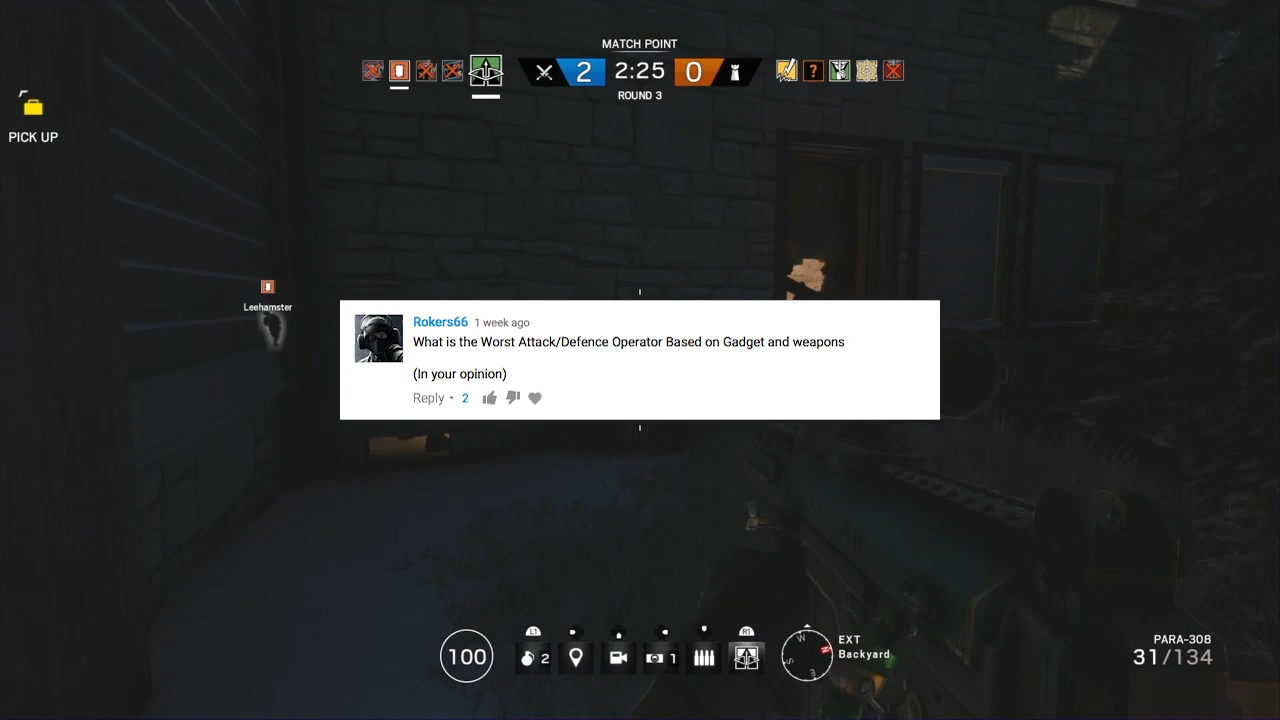 MATCH POINT
2 2:25 0
ROUND 3
?
PICK UP
Leehamster
Rokers66 1 week ago
What is the Worst Attack/Defence Operator Based on Gadget and weapons
(In your opinion)
Reply • 2
L1 R1
100 2 1
W N S E
EXT
Backyard
PARA-308
31/134